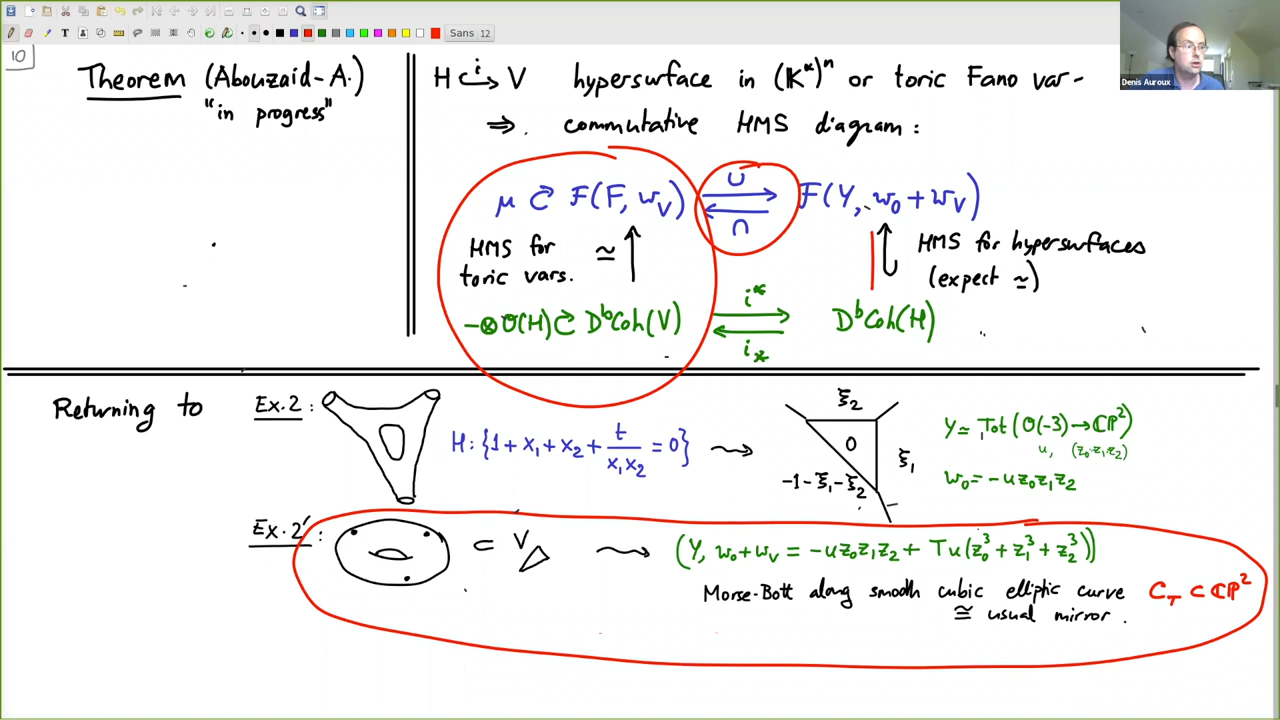 10
Theorem (Abouzaid-A.)
"in progress"
H i↪ V hypersurface in (K*)ⁿ or toric Fano var-
⇒ commutative HMS diagram:
μ ↻ F(F, W_V) ⇄ F(Y, W₀+W_V)
∪
∩
HMS for
toric vars.
≃
HMS for hypersurfaces
(expect ≃)
-⊗O(H) ↻ DᵇCoh(V) ⇄ DᵇCoh(H)
i*
i_*
Returning to Ex.2:
H: {1+x₁+x₂+ t/(x₁x₂) = 0} ⇝
ξ₂
0
ξ₁
-1-ξ₁-ξ₂
Y ≃ Tot(O(-3)→CP²)
u, (z₀:z₁:z₂)
W₀ = -uz₀z₁z₂
Ex.2':
⊂ V ⇝ (Y, W₀+W_V = -uz₀z₁z₂ + Tu(z₀³+z₁³+z₂³))
Morse-Bott along smooth cubic elliptic curve C_T ⊂ CP²
≅ usual mirror.
Sans 12
Denis Auroux